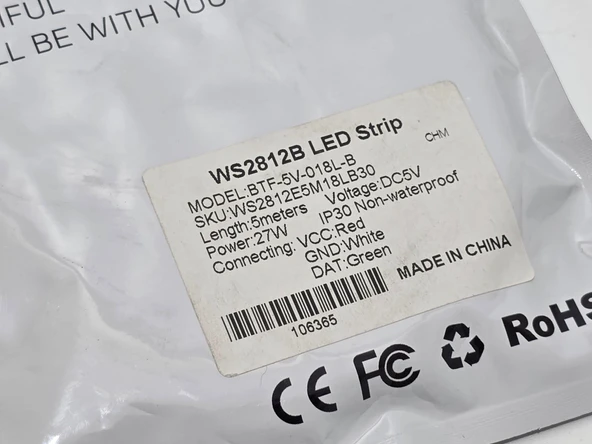 IFUL
LL BE WITH YOU
WS2812B LED Strip
CHM
MODEL:BTF-5V-018L-B
SKU:WS2812E5M18LB30
Length:5meters Voltage:DC5V
Power:27W IP30 Non-waterproof
Connecting: VCC:Red
GND:White
DAT:Green
MADE IN CHINA
106365
CE FC RoHS